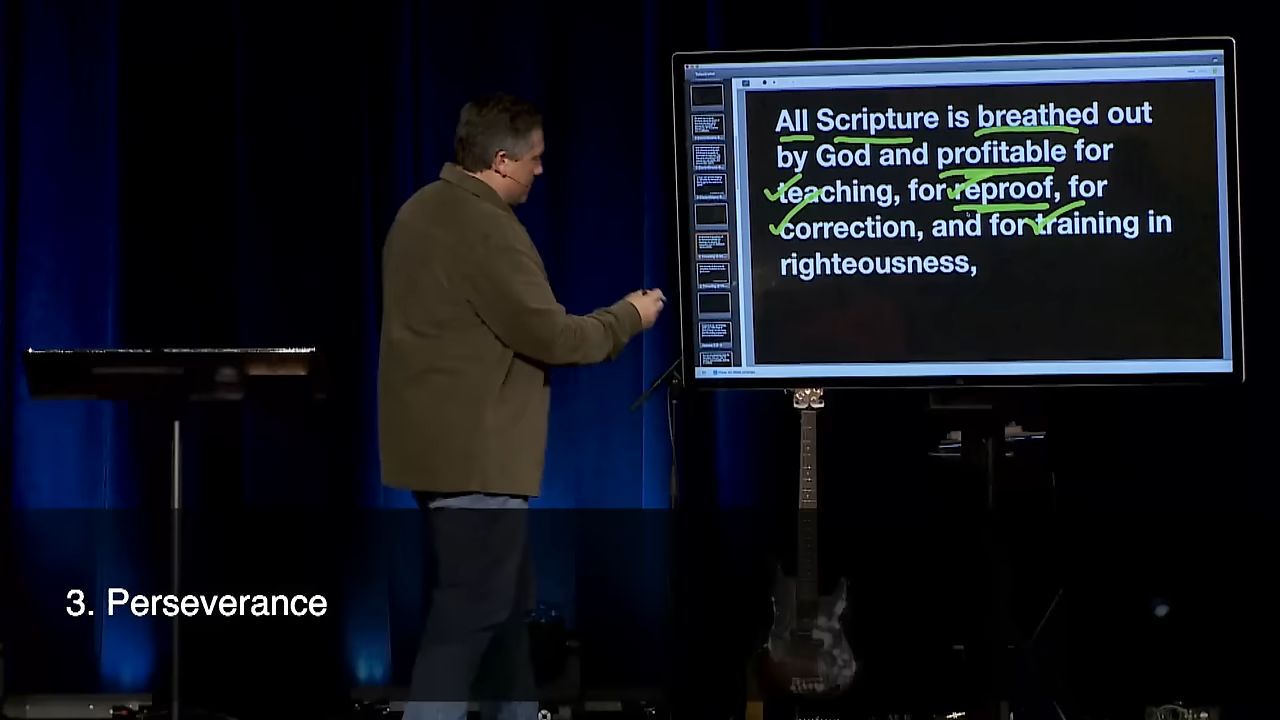 All Scripture is breathed out
by God and profitable for
teaching, for reproof, for
correction, and for training in
righteousness,
3. Perseverance